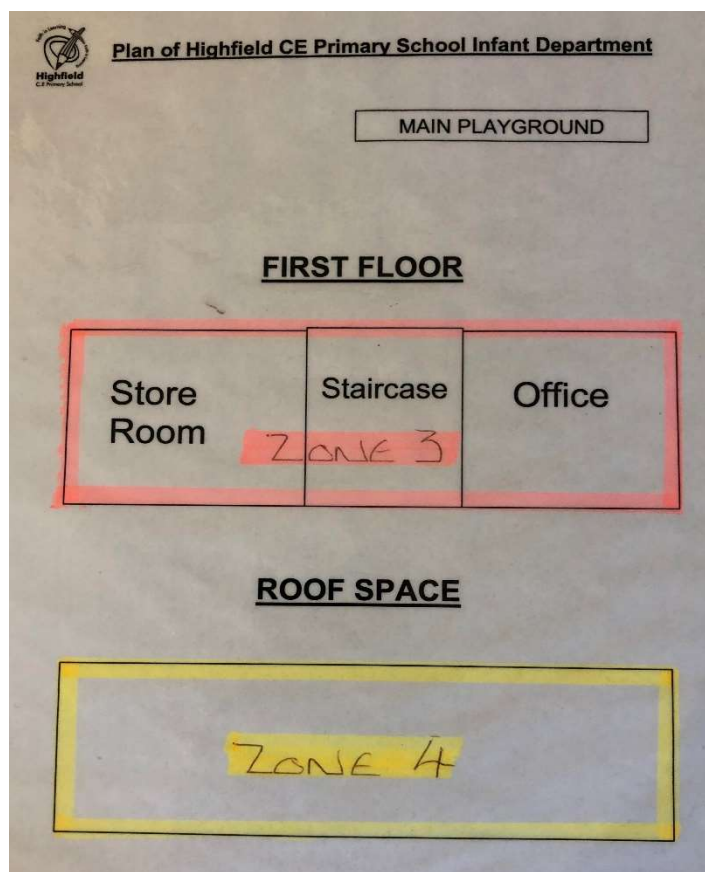 Highfield
C.E Primary School
Plan of Highfield CE Primary School Infant Department
MAIN PLAYGROUND
FIRST FLOOR
Store
Room
Staircase
Office
ZONE 3
ROOF SPACE
ZONE 4